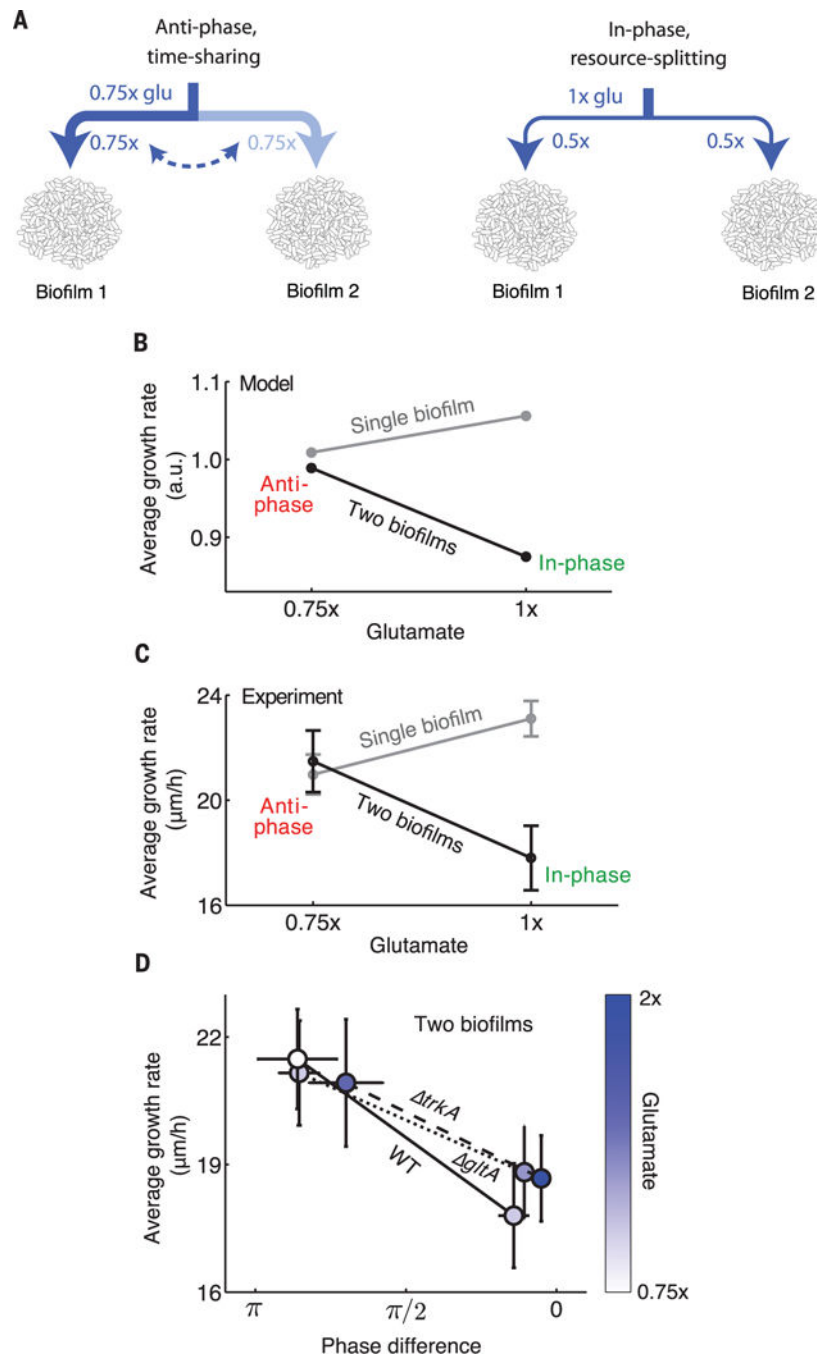 A
Anti-phase,
time-sharing
0.75x glu
0.75x
0.75x
Biofilm 1
Biofilm 2
In-phase,
resource-splitting
1x glu
0.5x
0.5x
Biofilm 1
Biofilm 2
B
Model
Average growth rate
(a.u.)
1.1
1.0
0.9
Single biofilm
Anti-
phase
Two biofilms
In-phase
0.75x
1x
Glutamate
C
Experiment
Average growth rate
(μm/h)
24
20
16
Single biofilm
Anti-
phase
Two biofilms
In-phase
0.75x
1x
Glutamate
D
Two biofilms
Average growth rate
(μm/h)
22
19
16
ΔtrkA
ΔgltA
WT
π
π/2
0
Phase difference
2x
Glutamate
0.75x